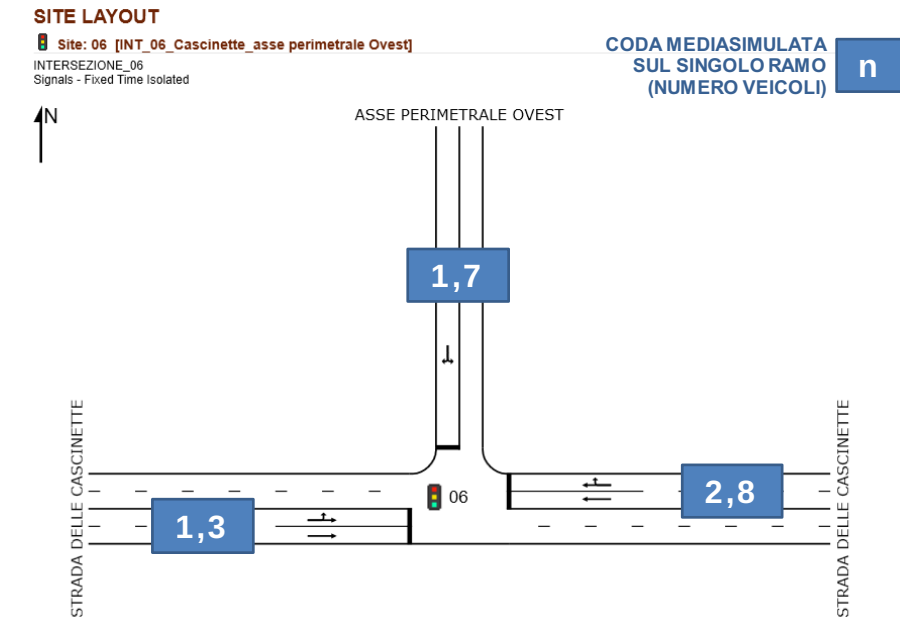 SITE LAYOUT
Site: 06 [INT_06_Cascinette_asse perimetrale Ovest]
INTERSEZIONE_06
Signals - Fixed Time Isolated
CODA MEDIASIMULATA
SUL SINGOLO RAMO
(NUMERO VEICOLI)
n
N
ASSE PERIMETRALE OVEST
1,7
STRADA DELLE CASCINETTE
1,3
06
2,8
STRADA DELLE CASCINETTE